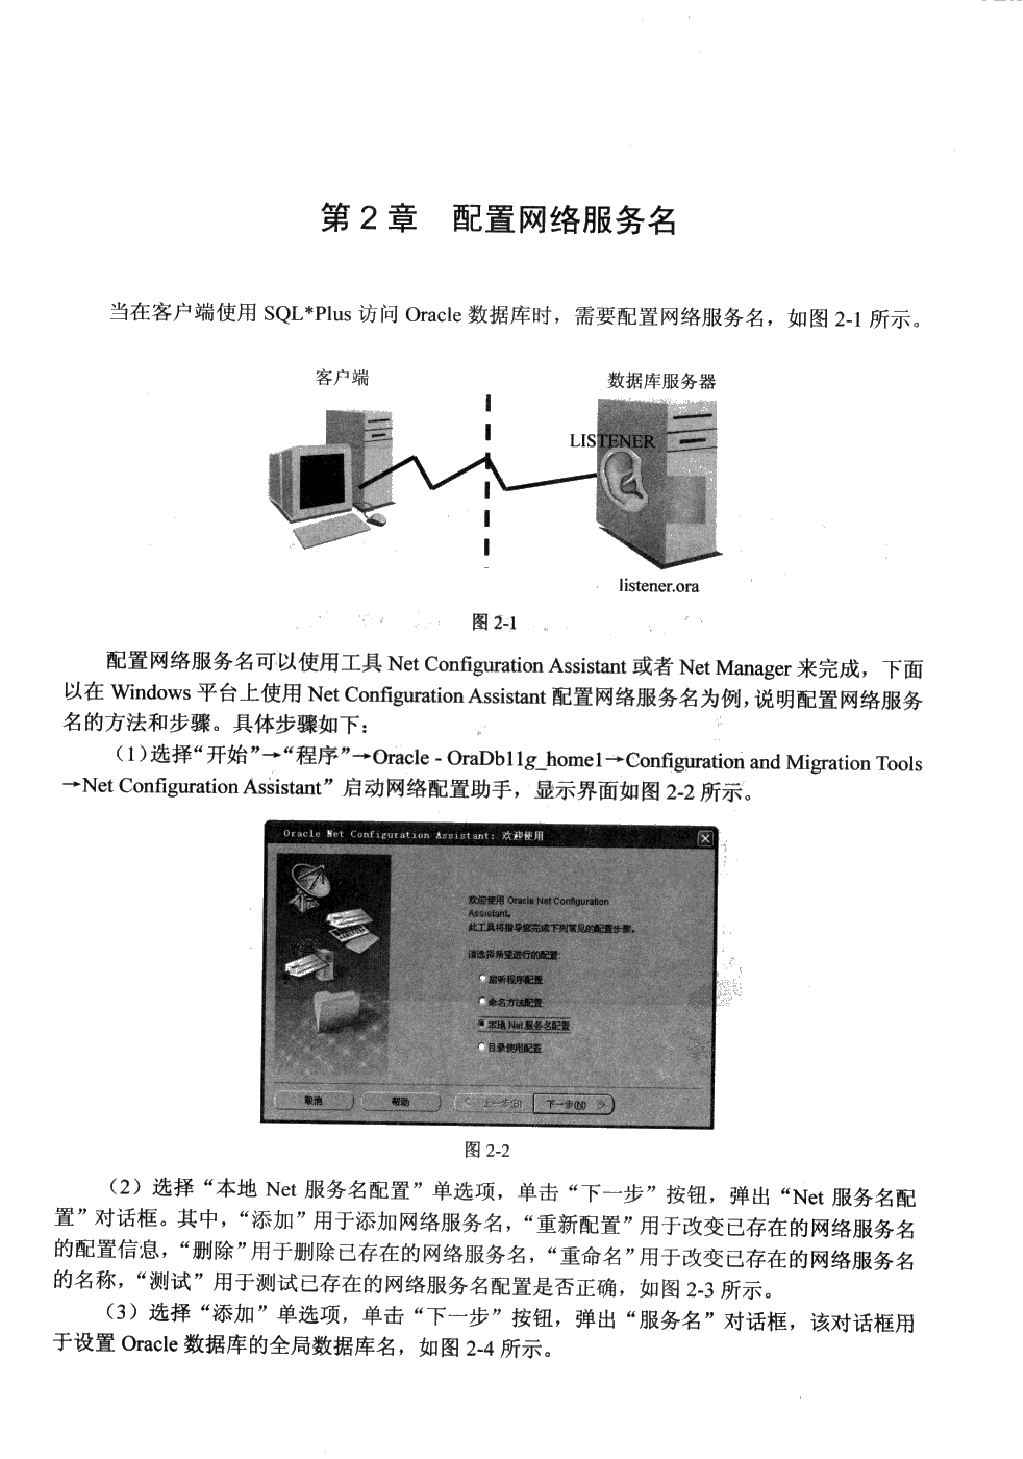 第 2 章　配置网络服务名
当在客户端使用 SQL*Plus 访问 Oracle 数据库时，需要配置网络服务名，如图 2-1 所示。
客户端
数据库服务器
LISTENER
listener.ora
图 2-1
配置网络服务名可以使用工具 Net Configuration Assistant 或者 Net Manager 来完成，下面
以在 Windows 平台上使用 Net Configuration Assistant 配置网络服务名为例，说明配置网络服务
名的方法和步骤。具体步骤如下：
（1）选择“开始”→“程序”→Oracle - OraDb11g_home1→Configuration and Migration Tools
→Net Configuration Assistant”启动网络配置助手，显示界面如图 2-2 所示。
Oracle Net Configuration Assistant: 欢迎使用
欢迎使用 Oracle Net Configuration
Assistant。
此工具将指导您完成下列常见的配置步骤。
请选择希望进行的配置:
监听程序配置
命名方法配置
本地 Net 服务名配置
目录使用配置
取消
帮助
上一步(B)
下一步(N)
图 2-2
（2）选择“本地 Net 服务名配置”单选项，单击“下一步”按钮，弹出“Net 服务名配
置”对话框。其中，“添加”用于添加网络服务名，“重新配置”用于改变已存在的网络服务名
的配置信息，“删除”用于删除已存在的网络服务名，“重命名”用于改变已存在的网络服务名
的名称，“测试”用于测试已存在的网络服务名配置是否正确，如图 2-3 所示。
（3）选择“添加”单选项，单击“下一步”按钮，弹出“服务名”对话框，该对话框用
于设置 Oracle 数据库的全局数据库名，如图 2-4 所示。